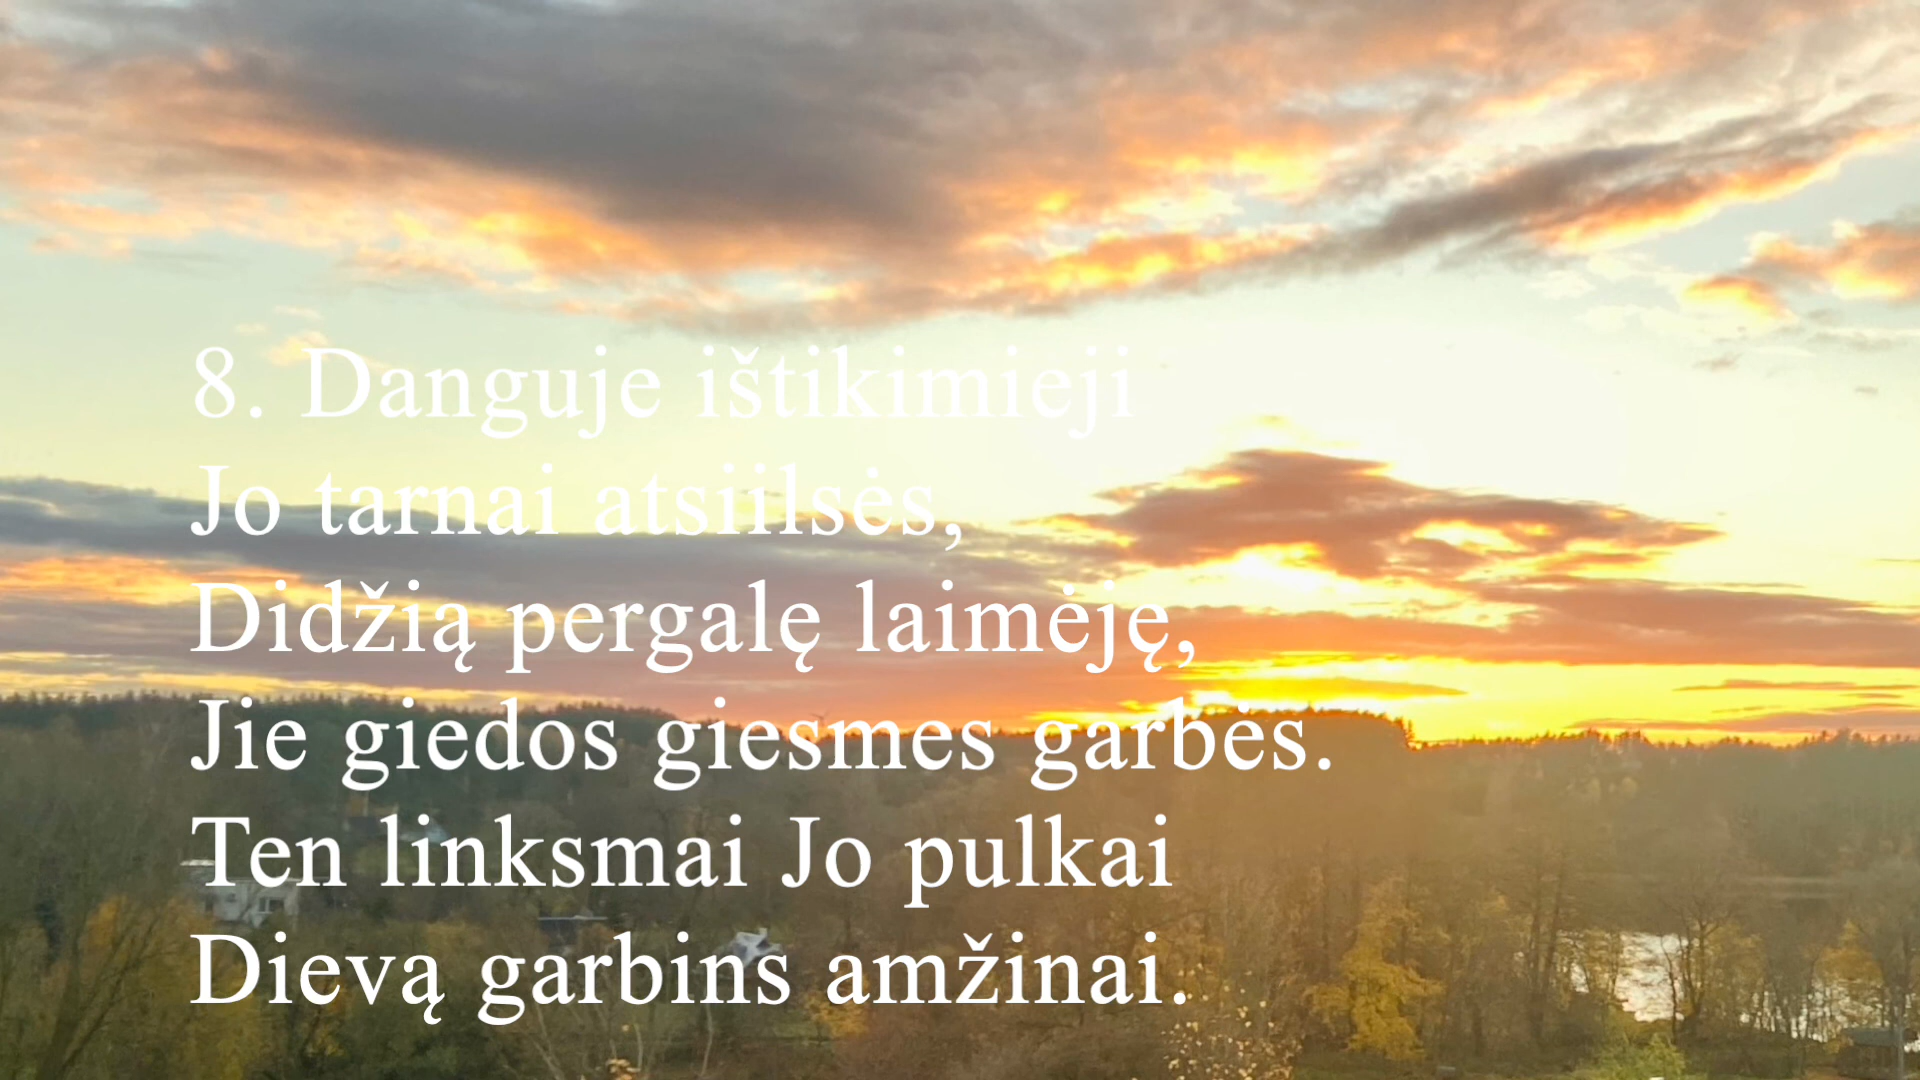 8. Danguje ištikimieji
Jo tarnai atsiilsės,
Didžią pergalę laimėję,
Jie giedos giesmes garbės.
Ten linksmai Jo pulkai
Dievą garbins amžinai.